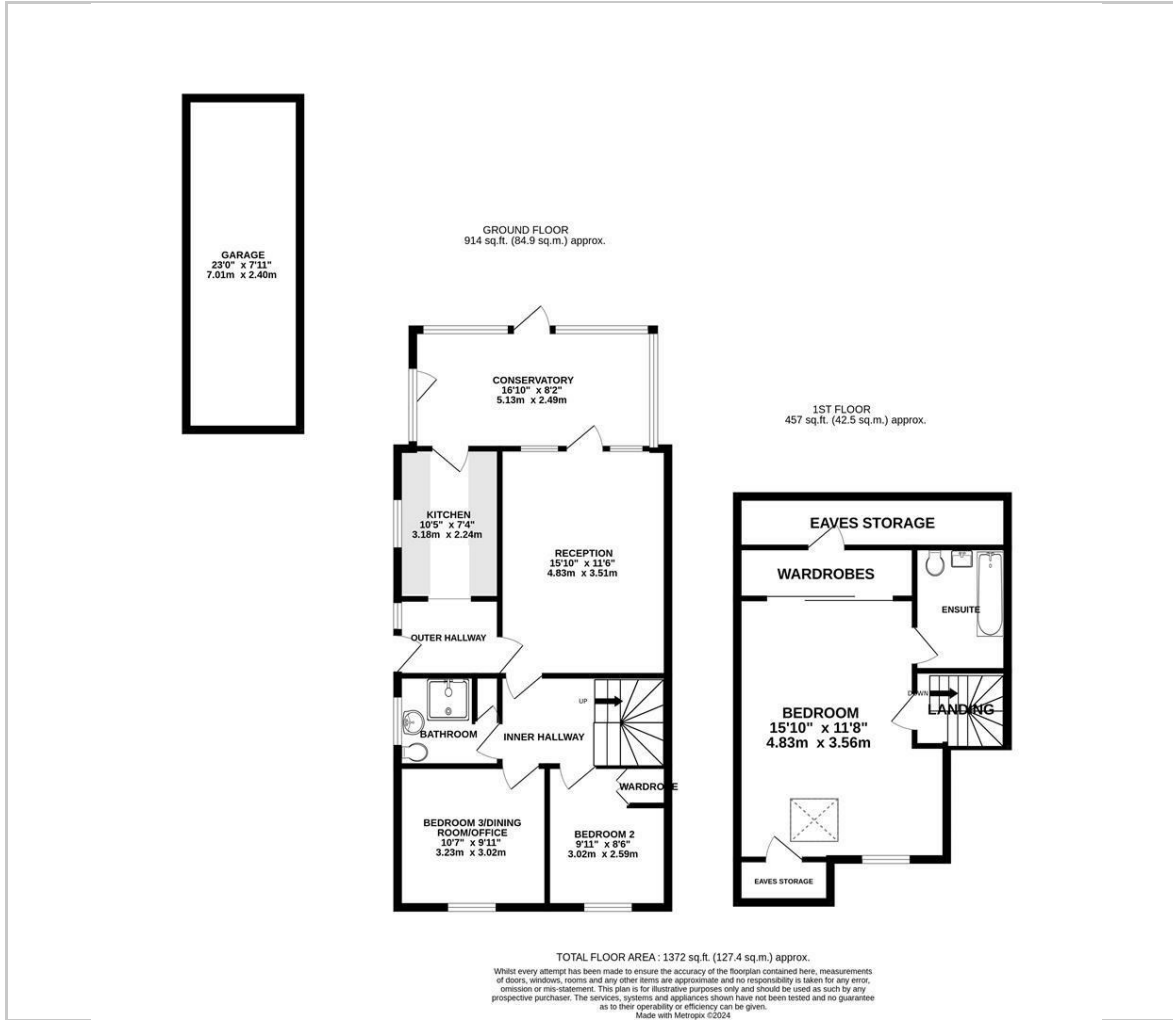 GROUND FLOOR
914 sq.ft. (84.9 sq.m.) approx.
GARAGE
23'0" x 7'11"
7.01m x 2.40m
CONSERVATORY
16'10" x 8'2"
5.13m x 2.49m
KITCHEN
10'5" x 7'4"
3.18m x 2.24m
RECEPTION
15'10" x 11'6"
4.83m x 3.51m
OUTER HALLWAY
UP
BATHROOM
INNER HALLWAY
WARDROBE
BEDROOM 3/DINING
ROOM/OFFICE
10'7" x 9'11"
3.23m x 3.02m
BEDROOM 2
9'11" x 8'6"
3.02m x 2.59m
1ST FLOOR
457 sq.ft. (42.5 sq.m.) approx.
EAVES STORAGE
WARDROBES
ENSUITE
DOWN
LANDING
BEDROOM
15'10" x 11'8"
4.83m x 3.56m
EAVES STORAGE
TOTAL FLOOR AREA : 1372 sq.ft. (127.4 sq.m.) approx.
Whilst every attempt has been made to ensure the accuracy of the floorplan contained here, measurements
of doors, windows, rooms and any other items are approximate and no responsibility is taken for any error,
omission or mis-statement. This plan is for illustrative purposes only and should be used as such by any
prospective purchaser. The services, systems and appliances shown have not been tested and no guarantee
as to their operability or efficiency can be given.
Made with Metropix ©2024